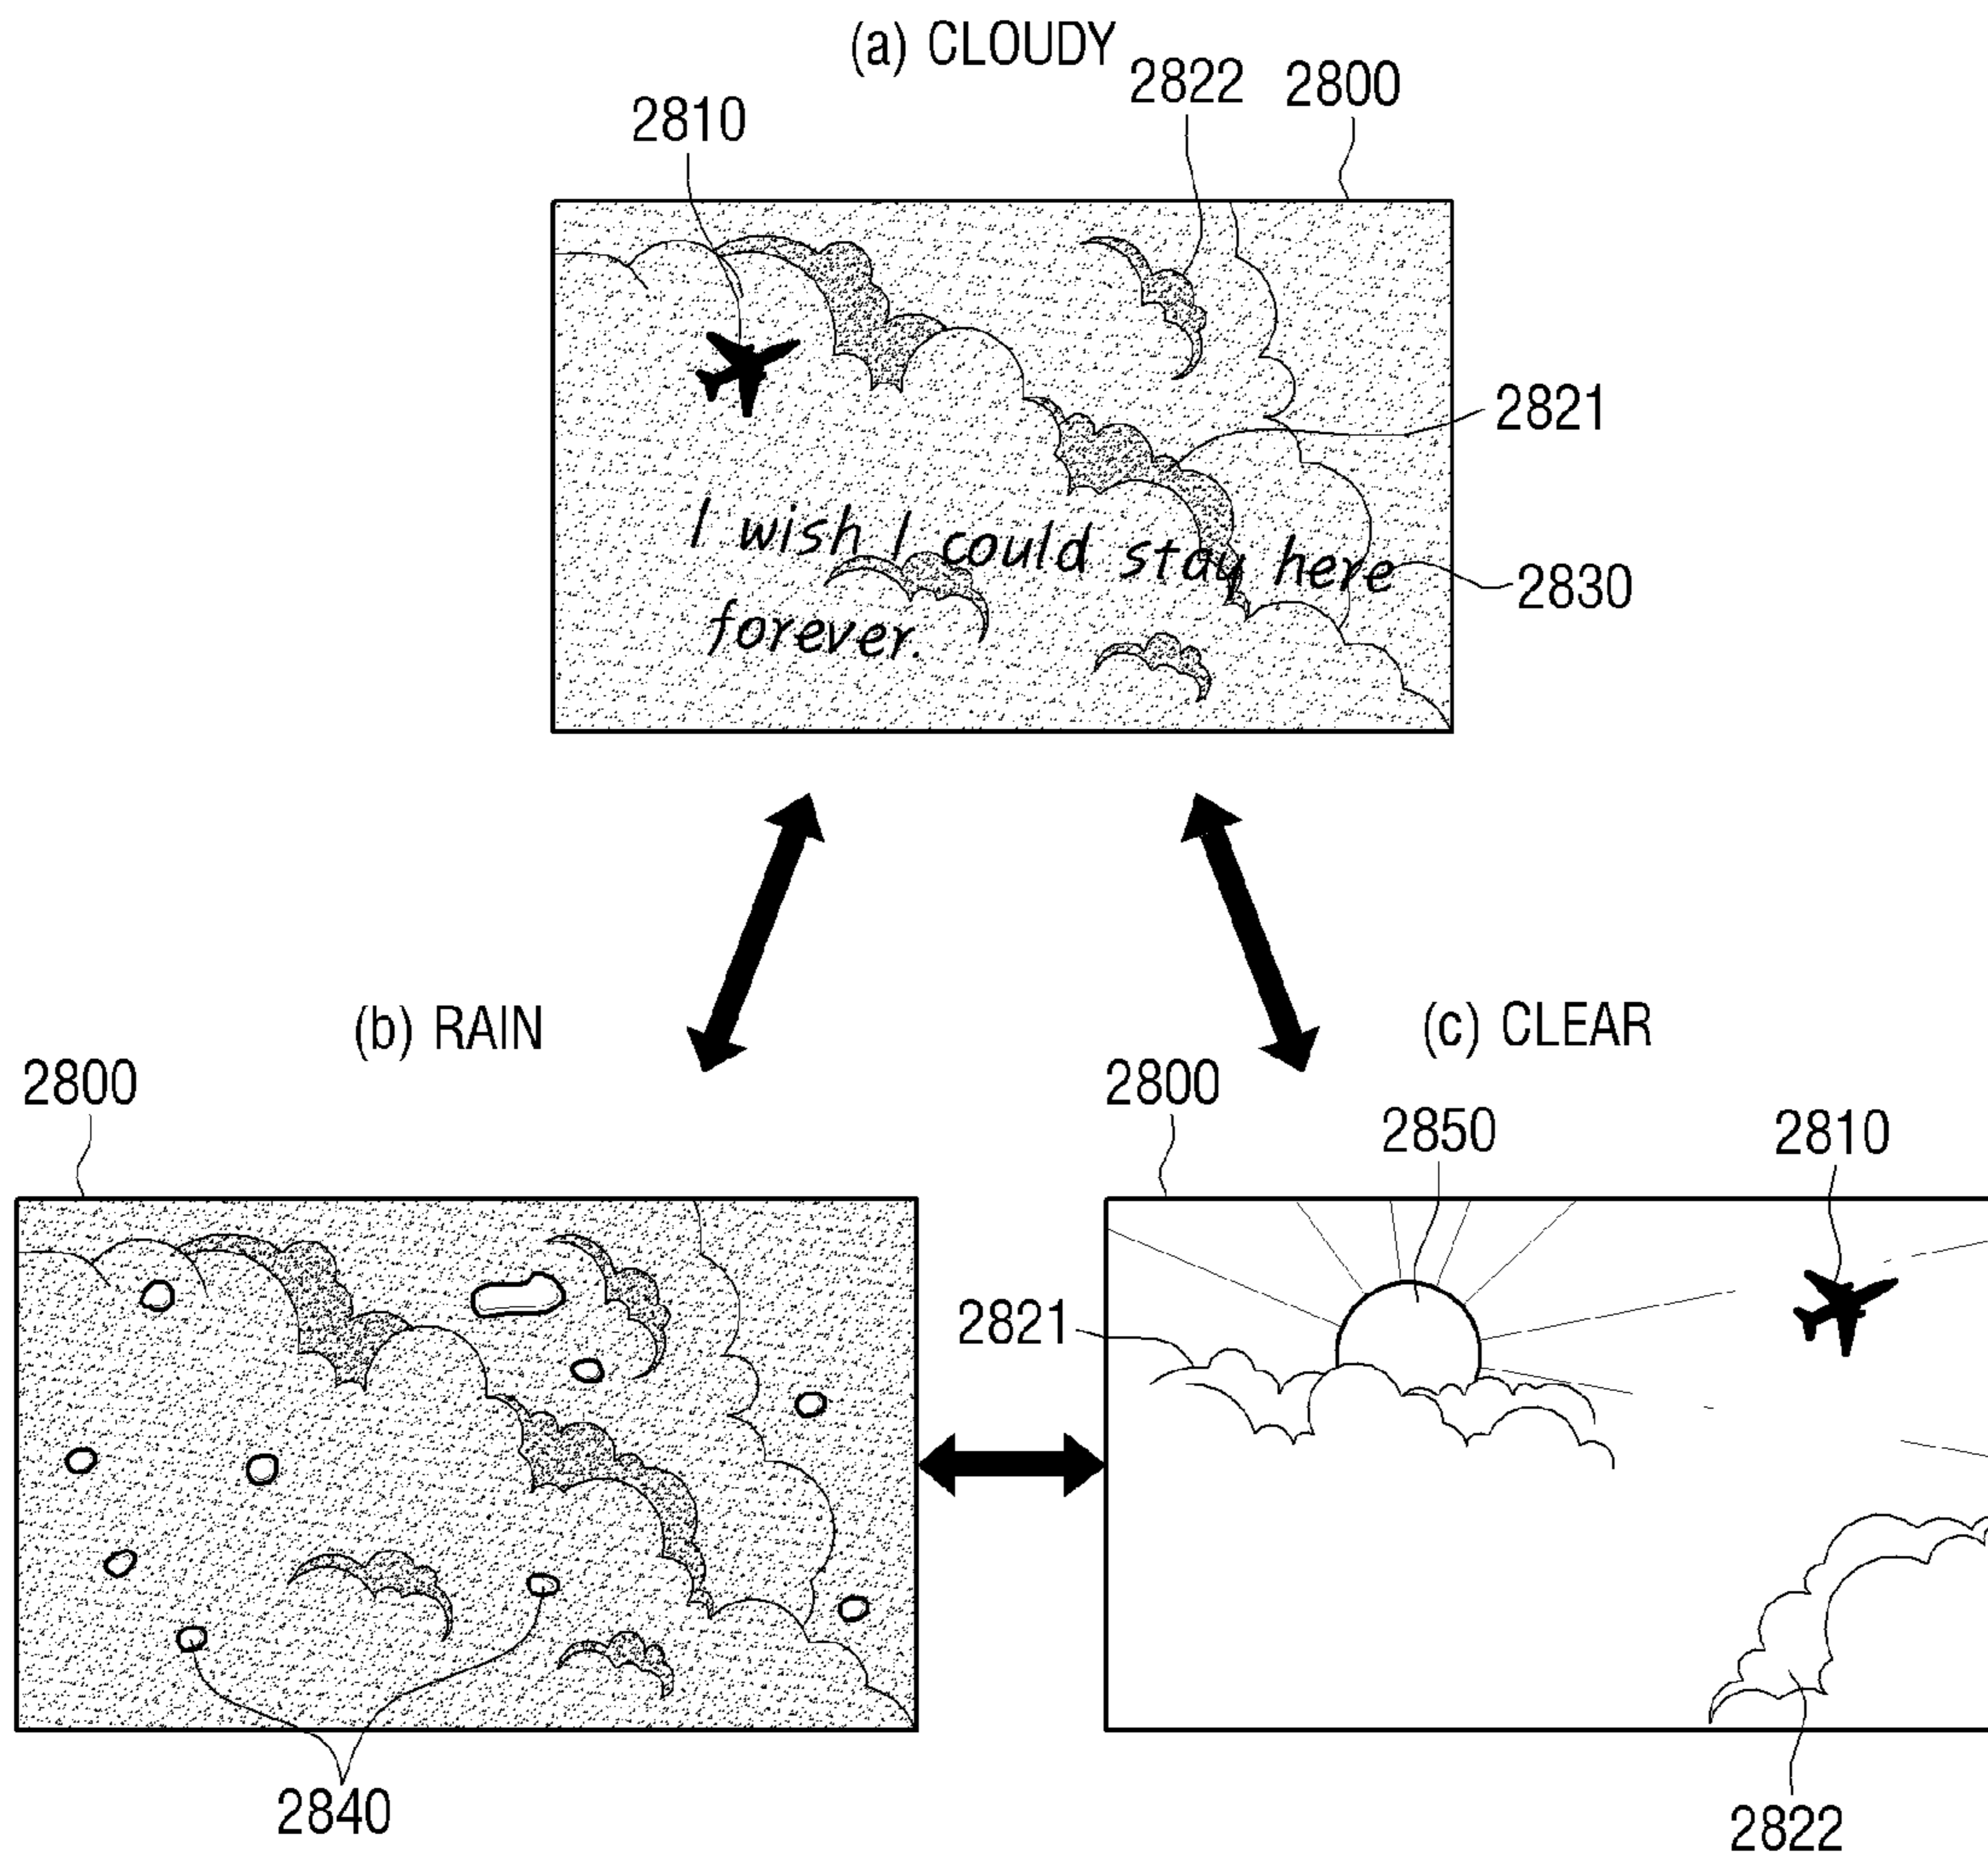 (a) CLOUDY
2822 2800
2810
2821
I wish I could stay here
2830
forever.
(b) RAIN
(c) CLEAR
2800
2800
2850
2810
2821
2840
2822